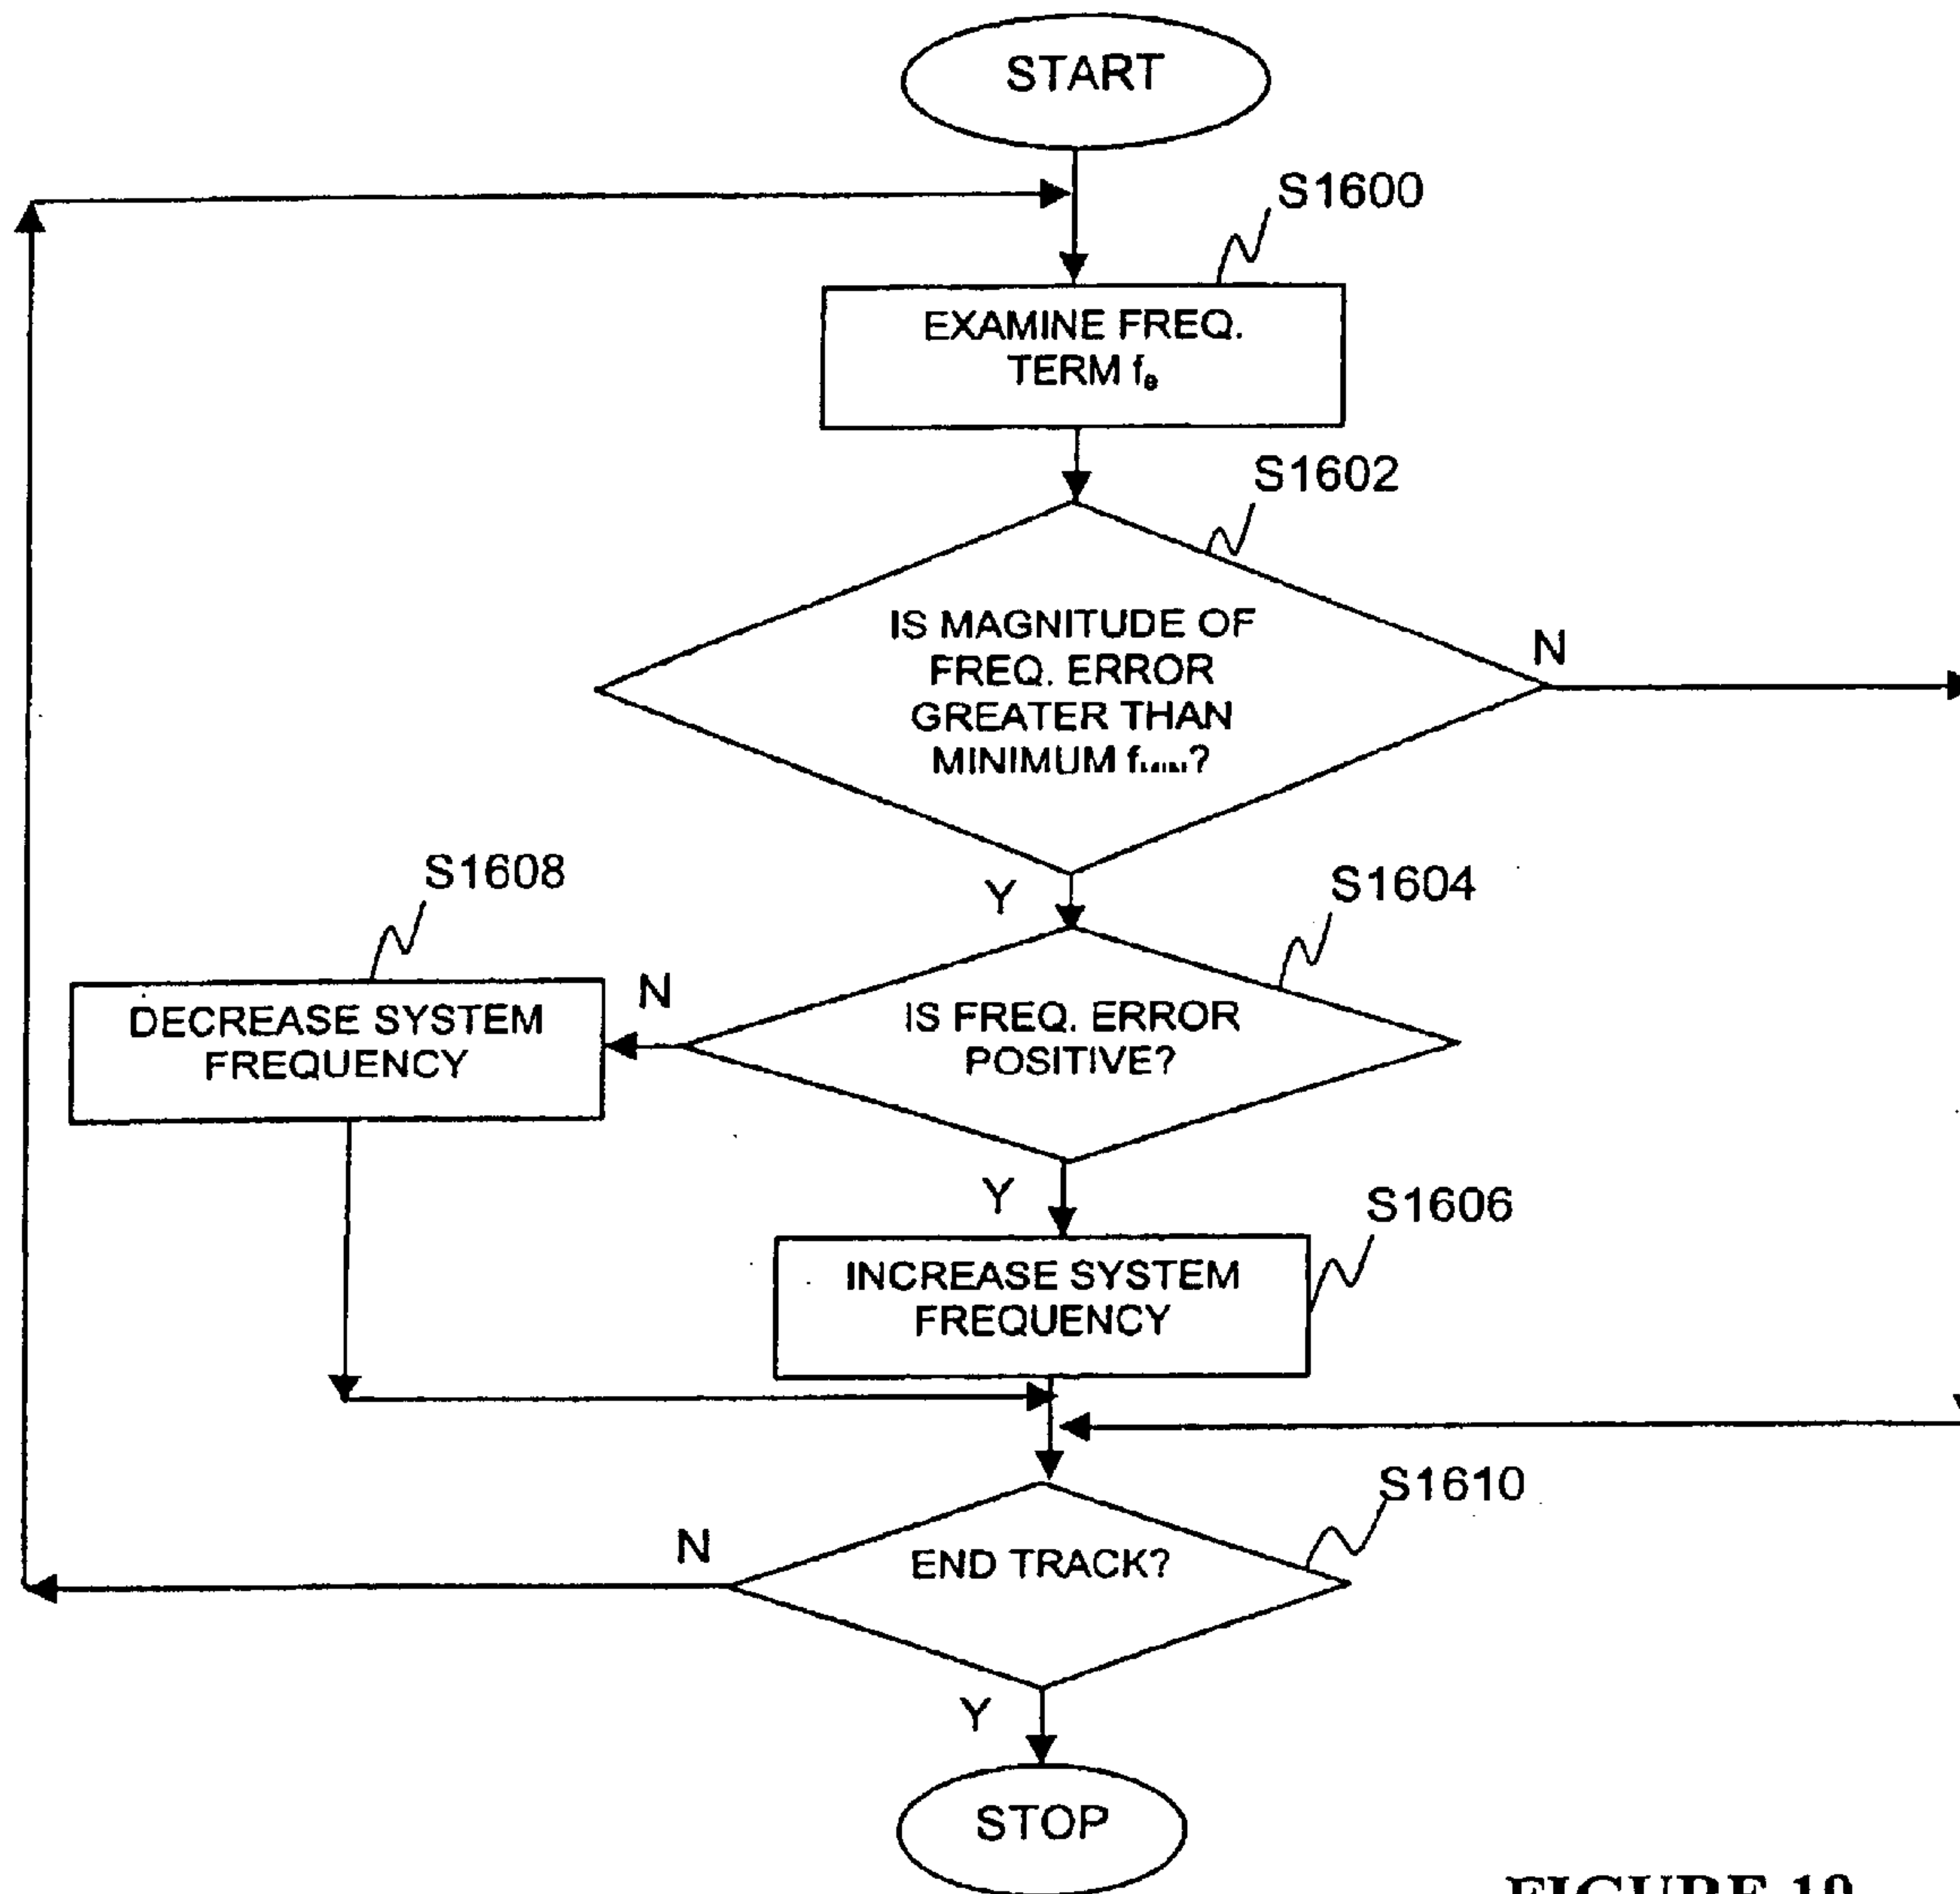 START
S1600
EXAMINE FREQ.
TERM fe
S1602
IS MAGNITUDE OF
FREQ. ERROR
GREATER THAN
MINIMUM
N
Y
S1608
S1604
DECREASE SYSTEM
FREQUENCY
N
IS FREQ. ERROR
POSITIVE?
Y
S1606
INCREASE SYSTEM
FREQUENCY
S1610
N
END TRACK?
Y
STOP